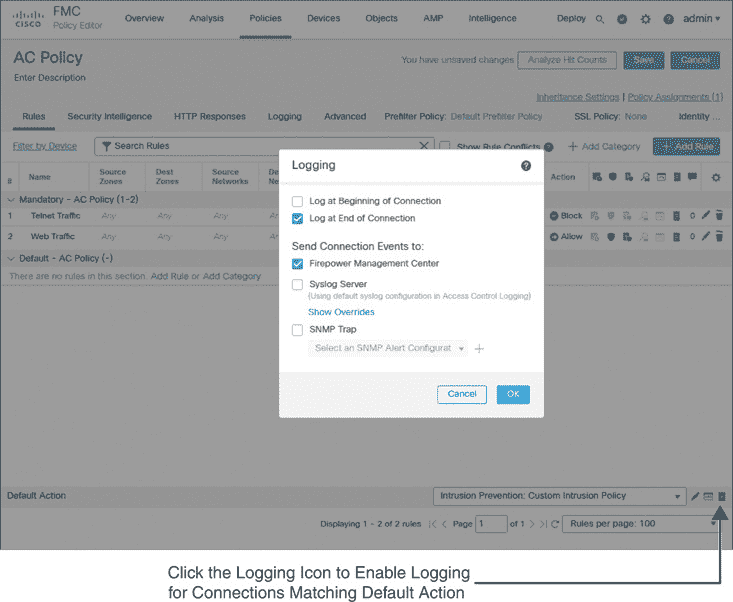 CISCO
FMC
Policy Editor
Overview
Analysis
Policies
Devices
Objects
AMP
Intelligence
Deploy
admin
AC Policy
Enter Description
You have unsaved changes
Analyze Hit Counts
Save
Cancel
Inheritance Settings | Policy Assignments (1)
Rules
Security Intelligence
HTTP Responses
Logging
Advanced
Prefilter Policy: Default Prefilter Policy
SSL Policy: None
Identity ...
Filter by Device
Search Rules
Show Rule Conflicts
+ Add Category
+ Add Rule
#
Name
Source
Zones
Dest
Zones
Source
Networks
Action
Mandatory - AC Policy (1-2)
1 Telnet Traffic Any Any Any Block 0
2 Web Traffic Any Any Any Allow 0
Default - AC Policy (-)
There are no rules in this section. Add Rule or Add Category
Logging
Log at Beginning of Connection
Log at End of Connection
Send Connection Events to:
Firepower Management Center
Syslog Server
(Using default syslog configuration in Access Control Logging)
Show Overrides
SNMP Trap
Select an SNMP Alert Configurat
Cancel
OK
Default Action
Intrusion Prevention: Custom Intrusion Policy
Displaying 1 - 2 of 2 rules
Page 1 of 1
Rules per page: 100
Click the Logging Icon to Enable Logging
for Connections Matching Default Action